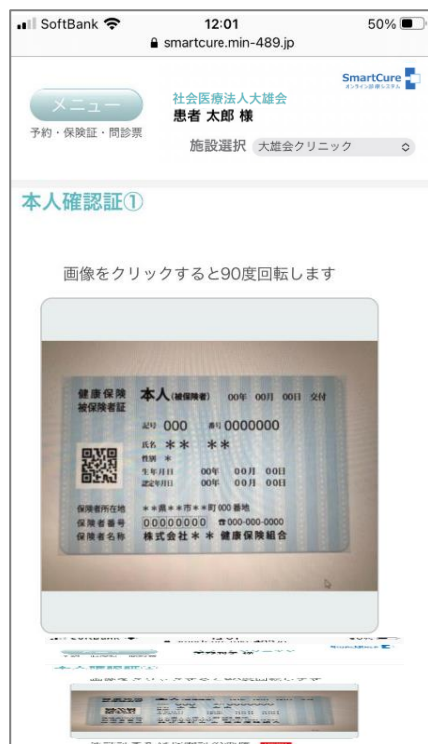 SoftBank 12:01 50%
smartcure.min-489.jp
SmartCure
オンライン診療システム
メニュー
予約・保険証・問診票
社会医療法人大雄会
患者 太郎 様
施設選択 大雄会クリニック
本人確認証①
画像をクリックすると90度回転します
健康保険 本人(被保険者) 00年 00月 00日 交付
被保険者証
記号 000 番号 0000000
氏名 ** **
性別 *
生年月日 00年 00月 00日
認定年月日 00年 00月 00日
保険者所在地 **県**市**町000番地
保険者番号 00000000 ☎000-000-0000
保険者名称 株式会社** 健康保険組合